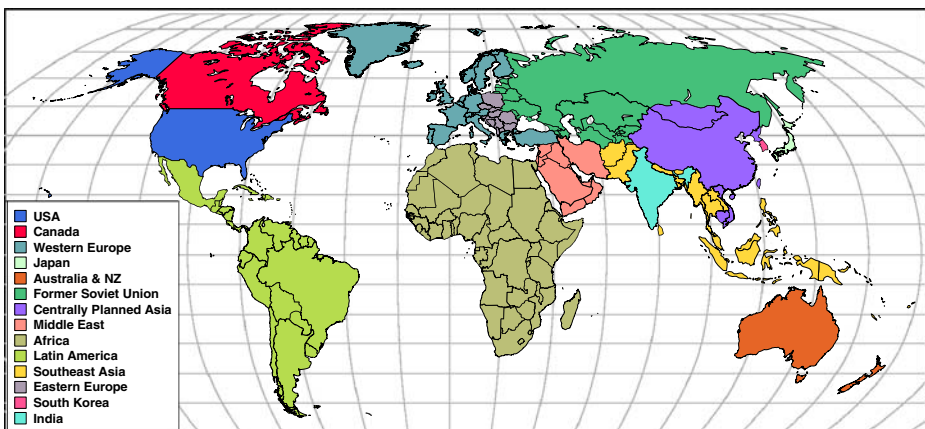 USA
Canada
Western Europe
Japan
Australia & NZ
Former Soviet Union
Centrally Planned Asia
Middle East
Africa
Latin America
Southeast Asia
Eastern Europe
South Korea
India